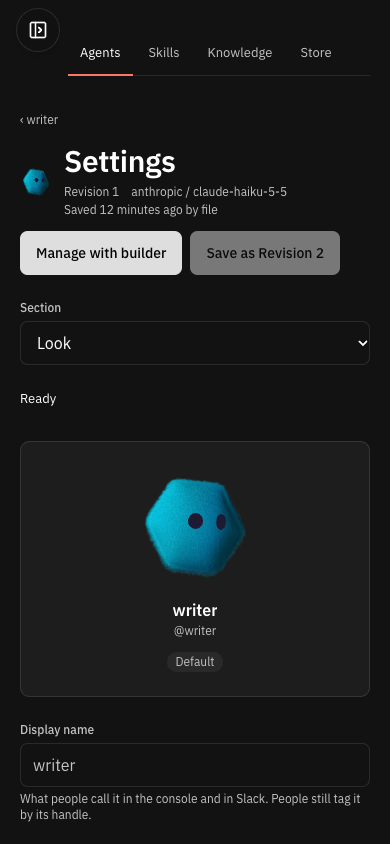 Agents Skills Knowledge Store
‹ writer
Settings
Revision 1 anthropic / claude-haiku-5-5
Saved 12 minutes ago by file
Manage with builder Save as Revision 2
Section
Look
Ready
writer
@writer
Default
Display name
writer
What people call it in the console and in Slack. People still tag it
by its handle.